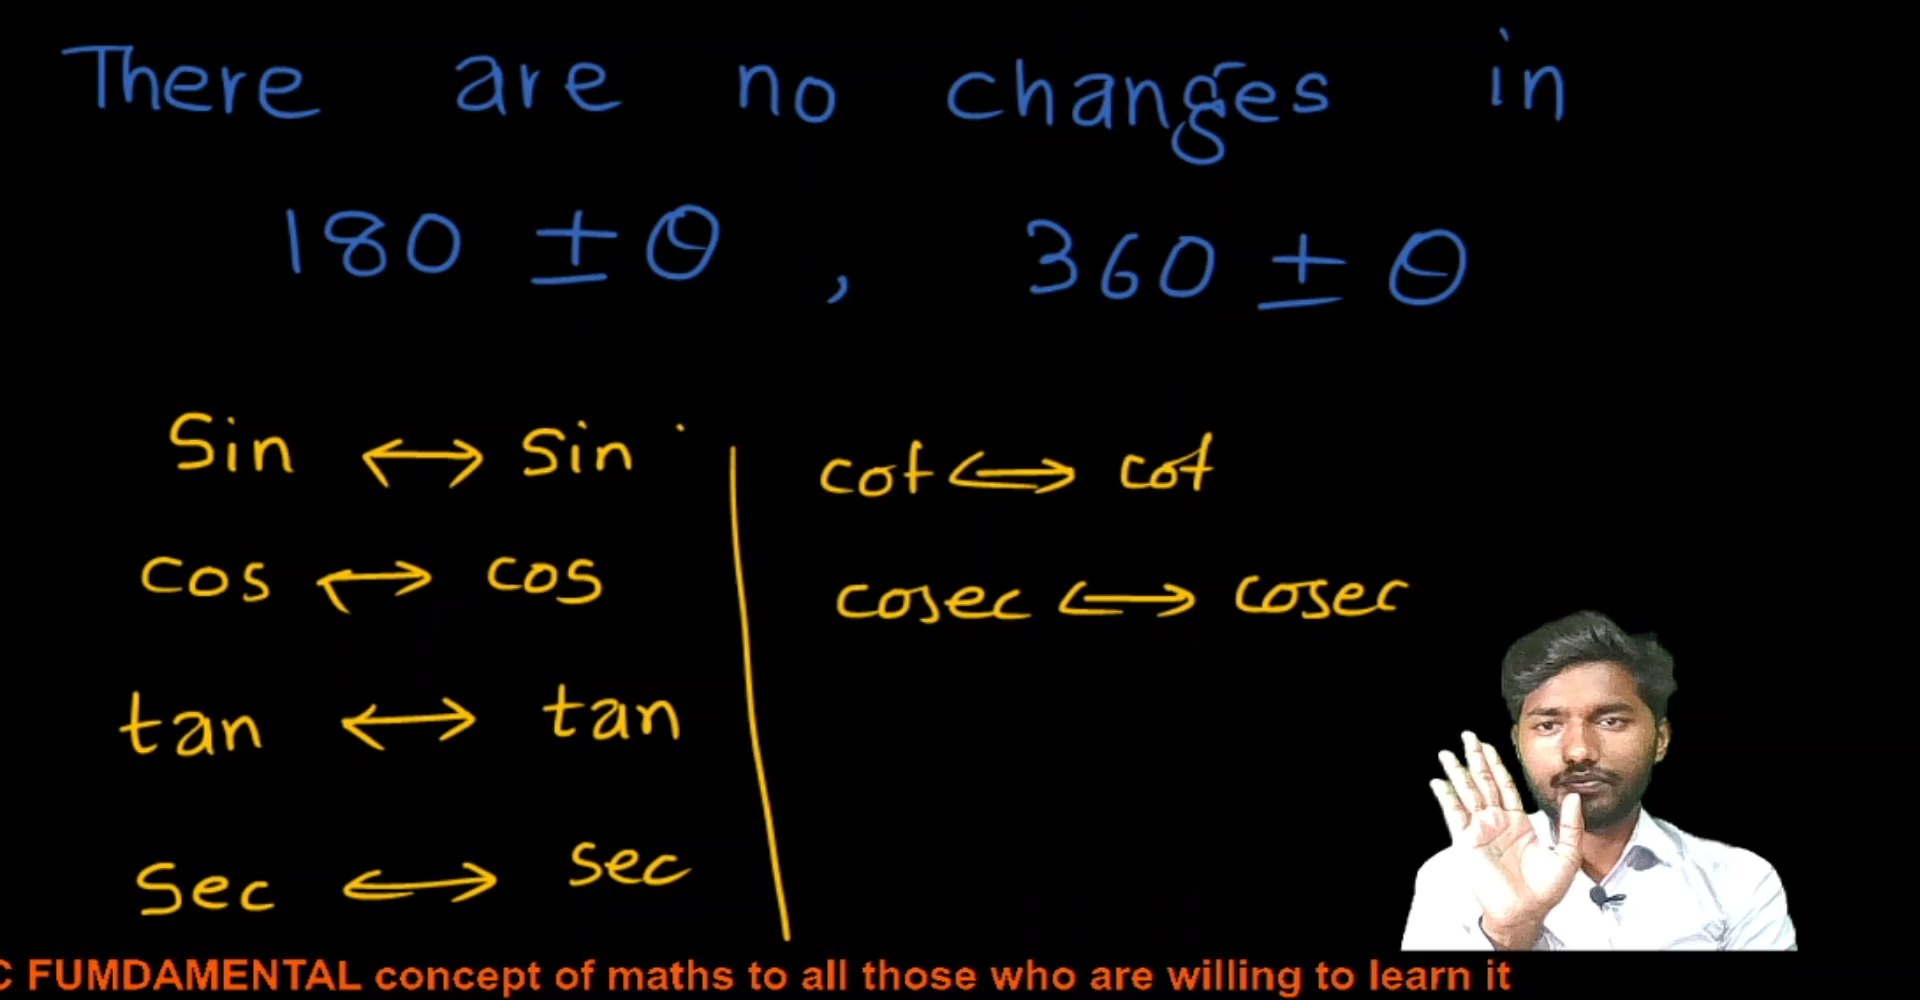 There are no changes in
180 ± θ , 360 ± θ
Sin ↔ Sin
cos ↔ cos
tan ↔ tan
Sec ↔ sec
cot ↔ cot
cosec ↔ cosec
C FUMDAMENTAL concept of maths to all those who are willing to learn it